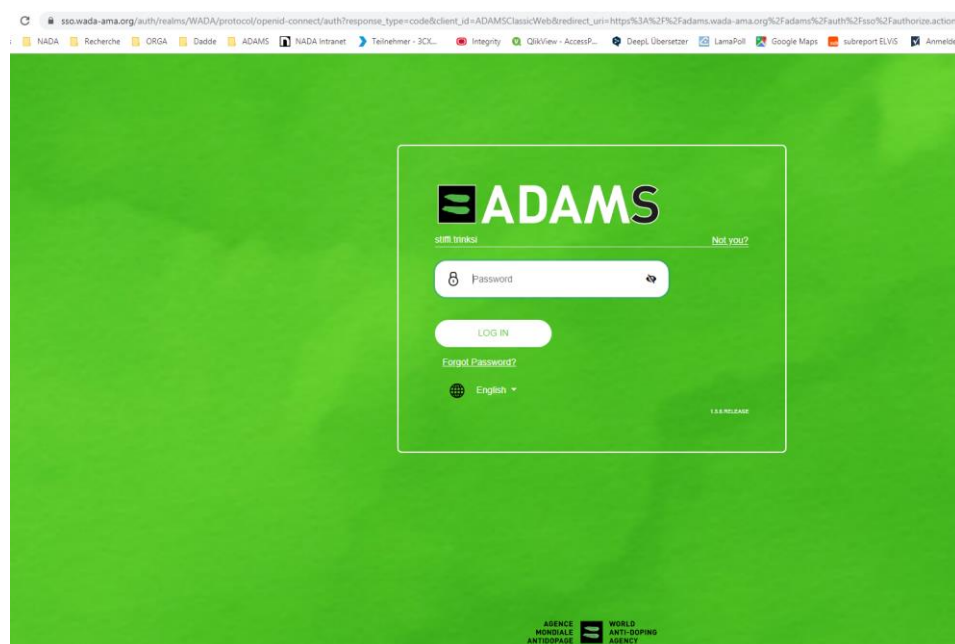 sso.wada-ama.org/auth/realms/WADA/protocol/openid-connect/auth?response_type=code&client_id=ADAMSClassicWeb&redirect_uri=https%3A%2F%2Fadams.wada-ama.org%2Fadams%2Fauth%2Fsso%2Fauthorize.action
NADA Recherche ORGA Dadde ADAMS NADA Intranet Teilnehmer - 3CX... Integrity QlikView - AccessP... DeepL Übersetzer LamaPoll Google Maps subreport ELViS Anmelde
ADAMS
stiffi.trinksi Not you?
Password
LOG IN
Forgot Password?
English
1.3.6 RELEASE
AGENCE MONDIALE ANTIDOPAGE
WORLD ANTI-DOPING AGENCY